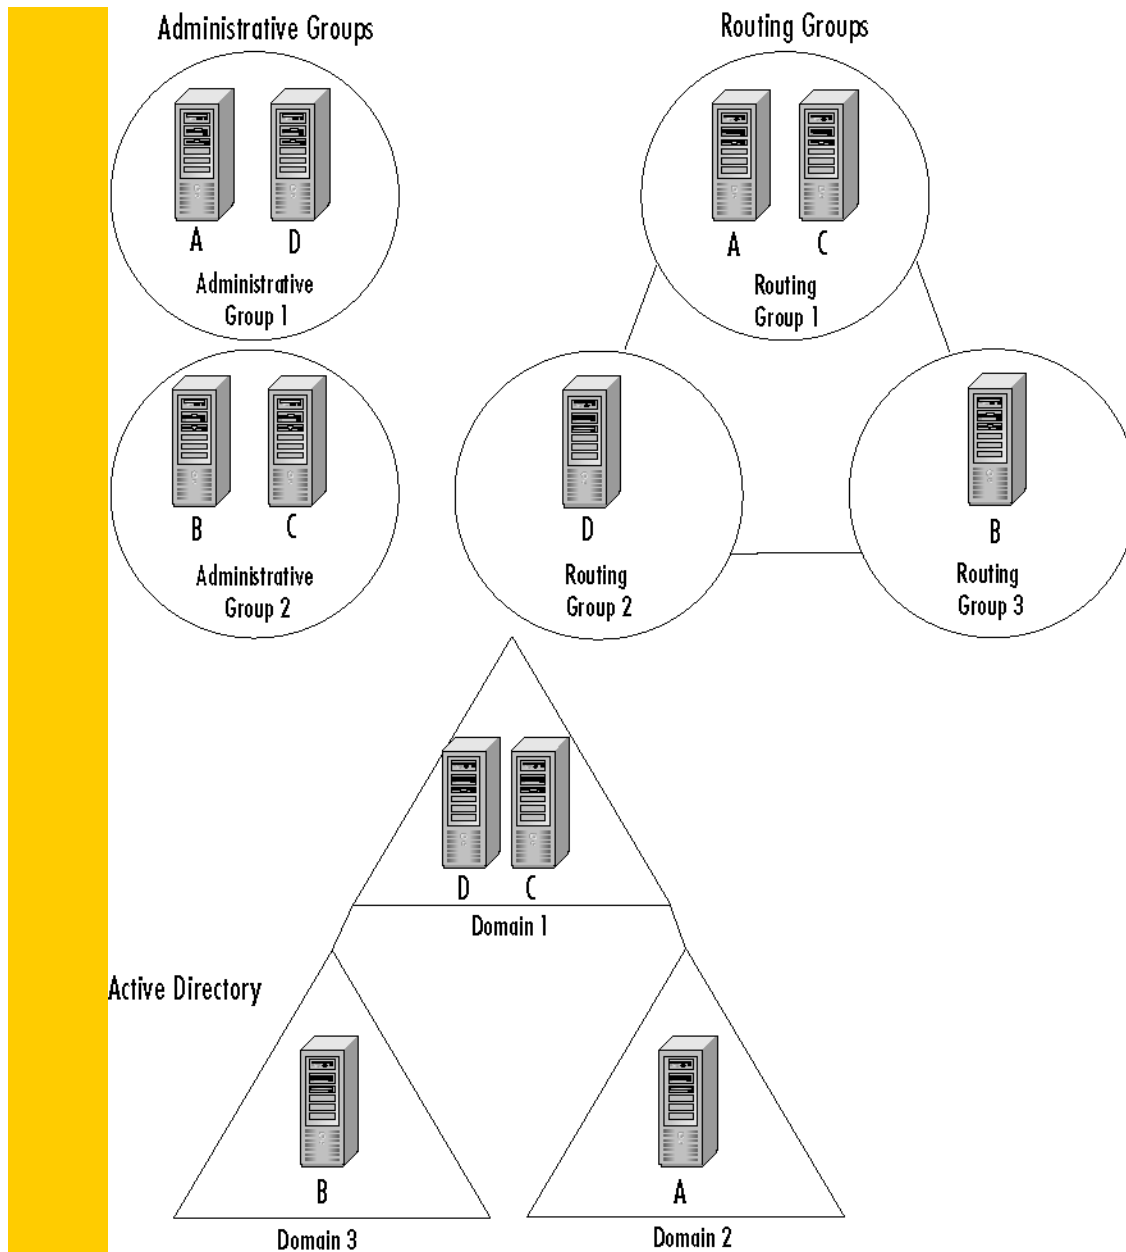 Administrative Groups
A
D
Administrative
Group 1
B
C
Administrative
Group 2
Routing Groups
A
C
Routing
Group 1
D
Routing
Group 2
B
Routing
Group 3
D
C
Domain 1
Active Directory
B
Domain 3
A
Domain 2